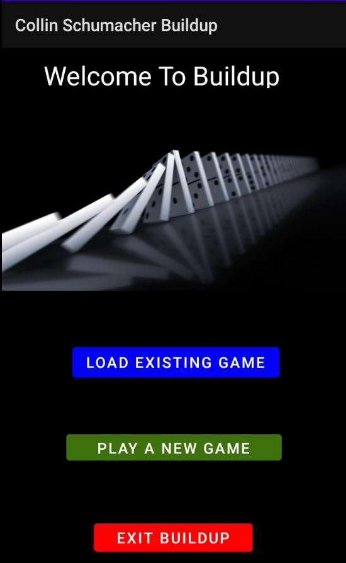 Collin Schumacher Buildup
Welcome To Buildup
LOAD EXISTING GAME
PLAY A NEW GAME
EXIT BUILDUP